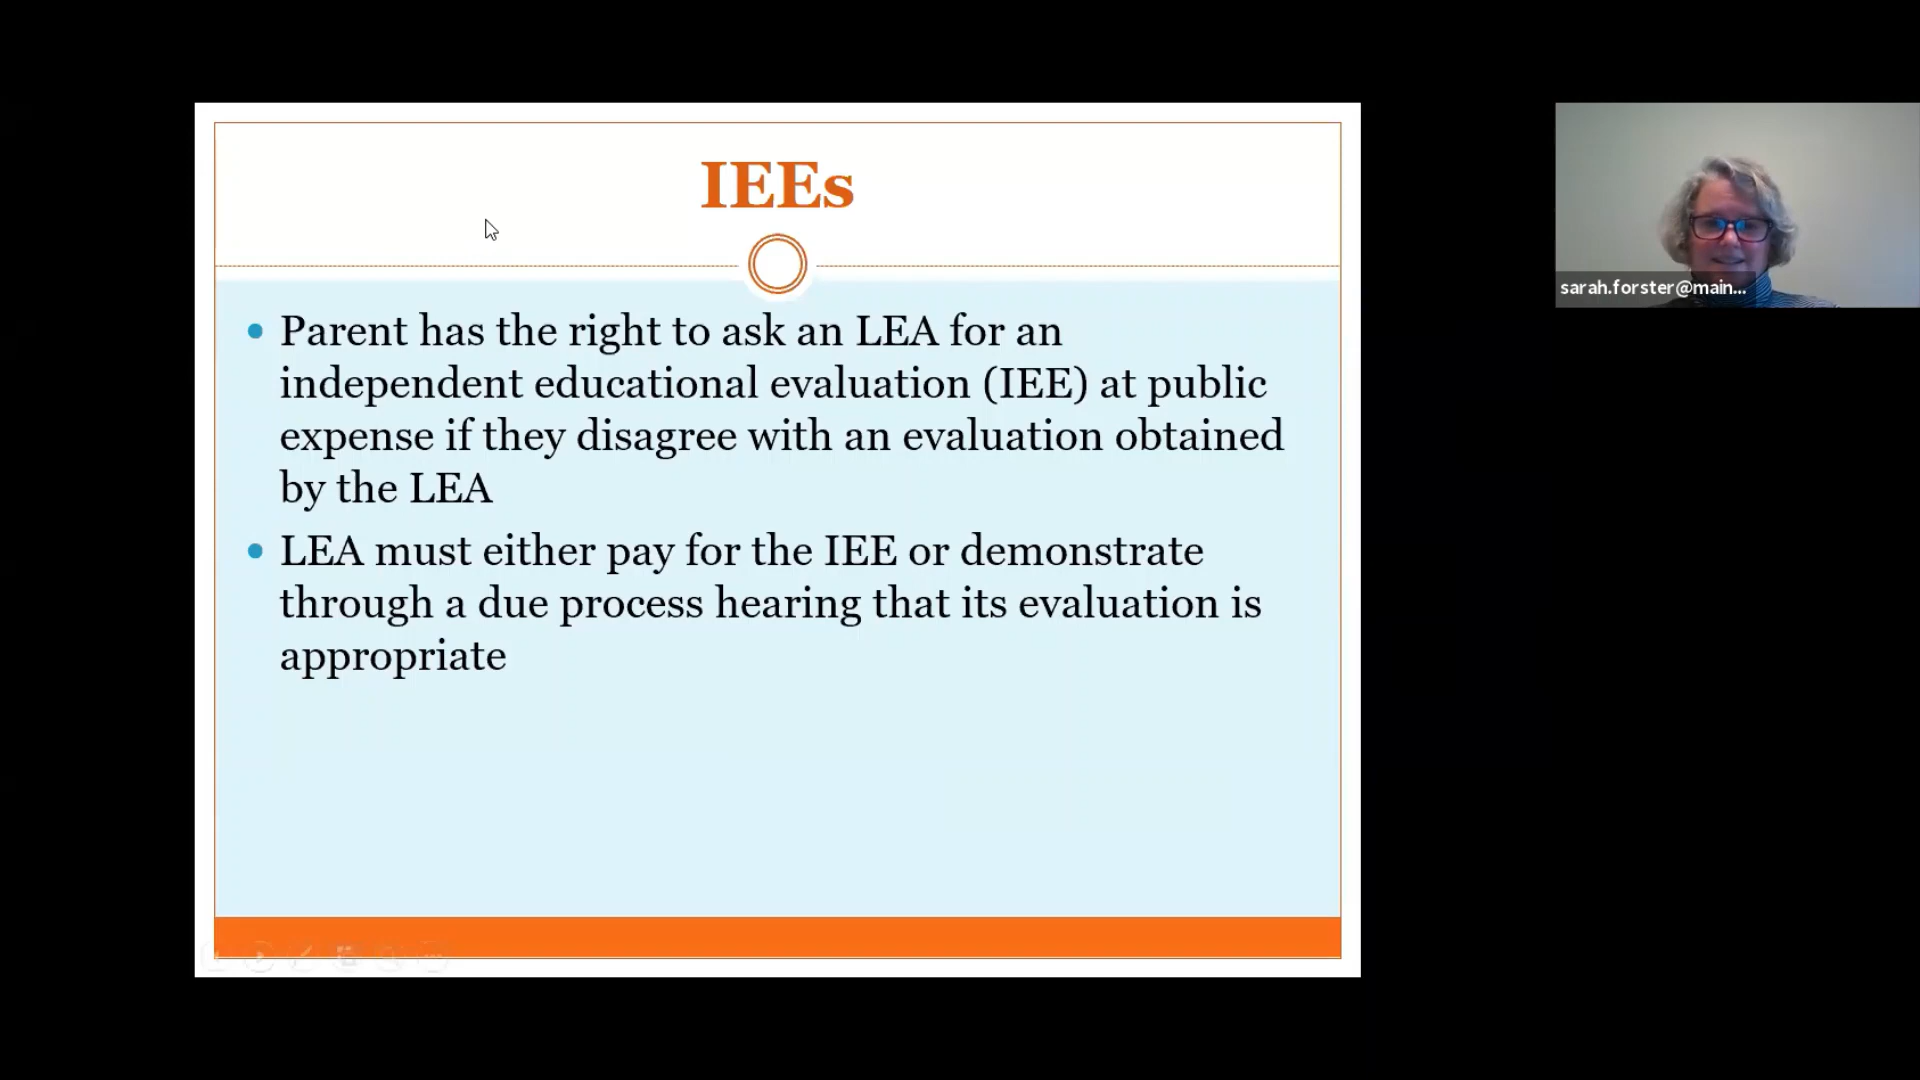 IEEs
Parent has the right to ask an LEA for an
independent educational evaluation (IEE) at public
expense if they disagree with an evaluation obtained
by the LEA
LEA must either pay for the IEE or demonstrate
through a due process hearing that its evaluation is
appropriate
sarah.forster@main...